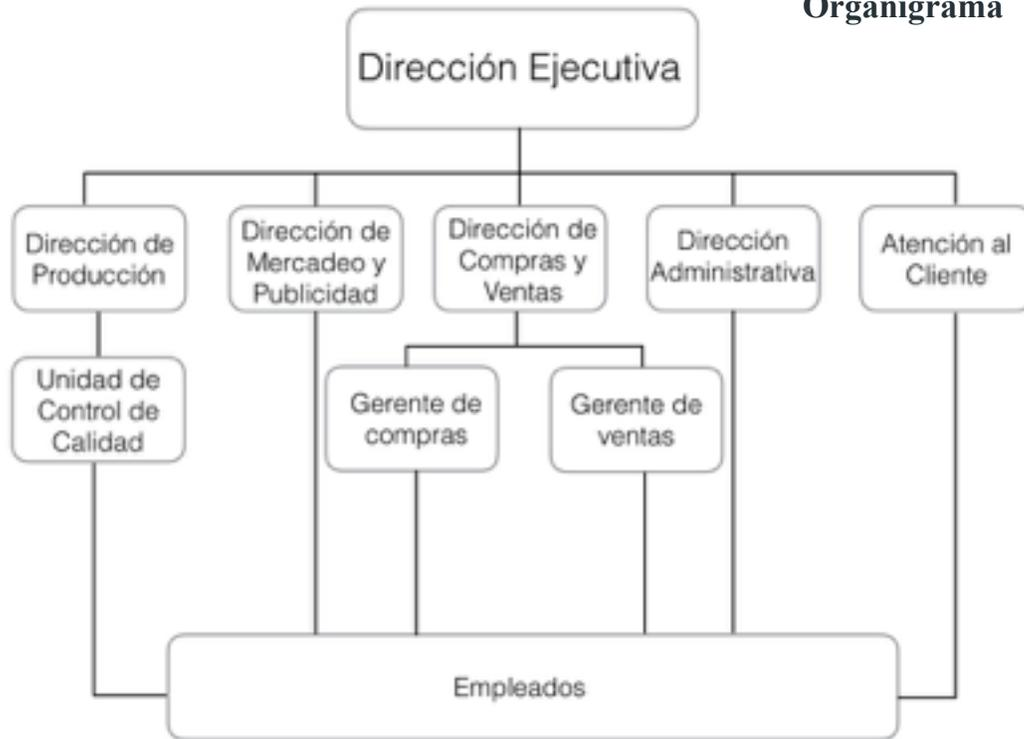 Organigrama
Dirección Ejecutiva
Dirección de
Producción
Dirección de
Mercadeo y
Publicidad
Dirección de
Compras y
Ventas
Dirección
Administrativa
Atención al
Cliente
Unidad de
Control de
Calidad
Gerente de
compras
Gerente de
ventas
Empleados